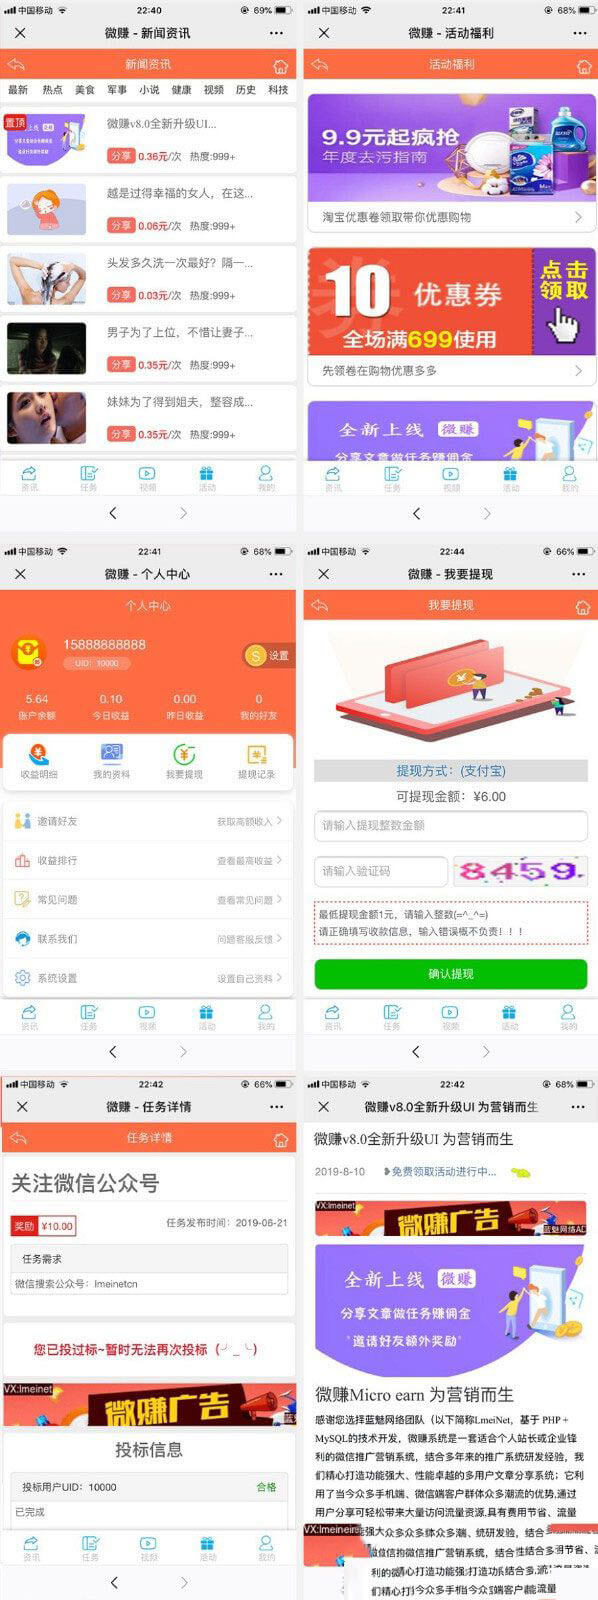 中国移动 22:40 69%
微赚 - 新闻资讯
新闻资讯
最新 热点 美食 军事 小说 健康 视频 历史 科技
置顶
微赚v8.0全新升级UI...
分享 0.36元/次 热度:999+
越是过得幸福的女人，在这...
分享 0.06元/次 热度:999+
头发多久洗一次最好？隔一...
分享 0.03元/次 热度:999+
男子为了上位，不惜让妻子...
分享 0.35元/次 热度:999+
妹妹为了得到姐夫，整容成...
分享 0.35元/次 热度:999+
资讯 任务 视频 活动 我的
中国移动 22:41 68%
微赚 - 活动福利
活动福利
9.9元起疯抢
年度去污指南
淘宝优惠卷领取带你优惠购物
券
10 优惠券
全场满699使用
点击
领取
先领卷在购物优惠多多
全新上线 微赚
分享文章做任务赚佣金
资讯 任务 视频 活动 我的
中国移动 22:41 68%
微赚 - 个人中心
个人中心
15888888888
UID：10000
设置
5.64 0.10 0.00 0
账户余额 今日收益 昨日收益 我的好友
收益明细 我的资料 我要提现 提现记录
邀请好友 获取高额收入
收益排行 查看最高收益
常见问题 查看常见问题
联系我们 问题客服反馈
系统设置 设置自己资料
资讯 任务 视频 活动 我的
中国移动 22:44 66%
微赚 - 我要提现
我要提现
提现方式：(支付宝)
可提现金额：¥6.00
请输入提现整数金额
请输入验证码
8459
最低提现金额1元，请输入整数(=^_^=)
请正确填写收款信息，输入错误概不负责！！！
确认提现
资讯 任务 视频 活动 我的
中国移动 22:42 66%
微赚 - 任务详情
任务详情
关注微信公众号
奖励 ¥10.00
任务发布时间：2019-06-21
任务需求
微信搜索公众号：lmeinetcn
您已投过标~暂时无法再次投标（╯_╰）
VX:lmeinet
微赚广告
投标信息
投标用户UID：10000 合格
已完成
资讯 任务 视频 活动 我的
中国移动 22:42 68%
微赚v8.0全新升级UI 为营销而生
微赚v8.0全新升级UI 为营销而生
2019-8-10 免费领取活动进行中...
VX:lmeinet
微赚广告
蓝魅网络AD
全新上线 微赚
分享文章做任务赚佣金
"邀请好友额外奖励"
微赚Micro earn 为营销而生
感谢您选择蓝魅网络团队（以下简称LmeiNet，基于 PHP +
MySQL的技术开发，微赚系统是一套适合个人站长或企业锋
利的微信推广营销系统，结合多年来的推广系统研发经验，我
们精心打造功能强大、性能卓越的多用户文章分享系统；它利
用了当今众多手机端、微信端客户群体众多潮流的优势,通过
用户分享可轻松带来大量访问流量资源,具有费用节省、流量
VX:lmeinet